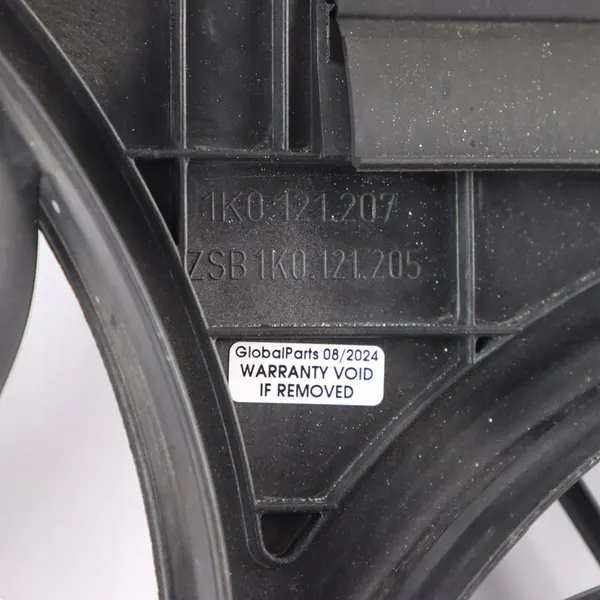 1K0.121.207
ZSB 1K0.121.205
GlobalParts 08/2024
WARRANTY VOID
IF REMOVED